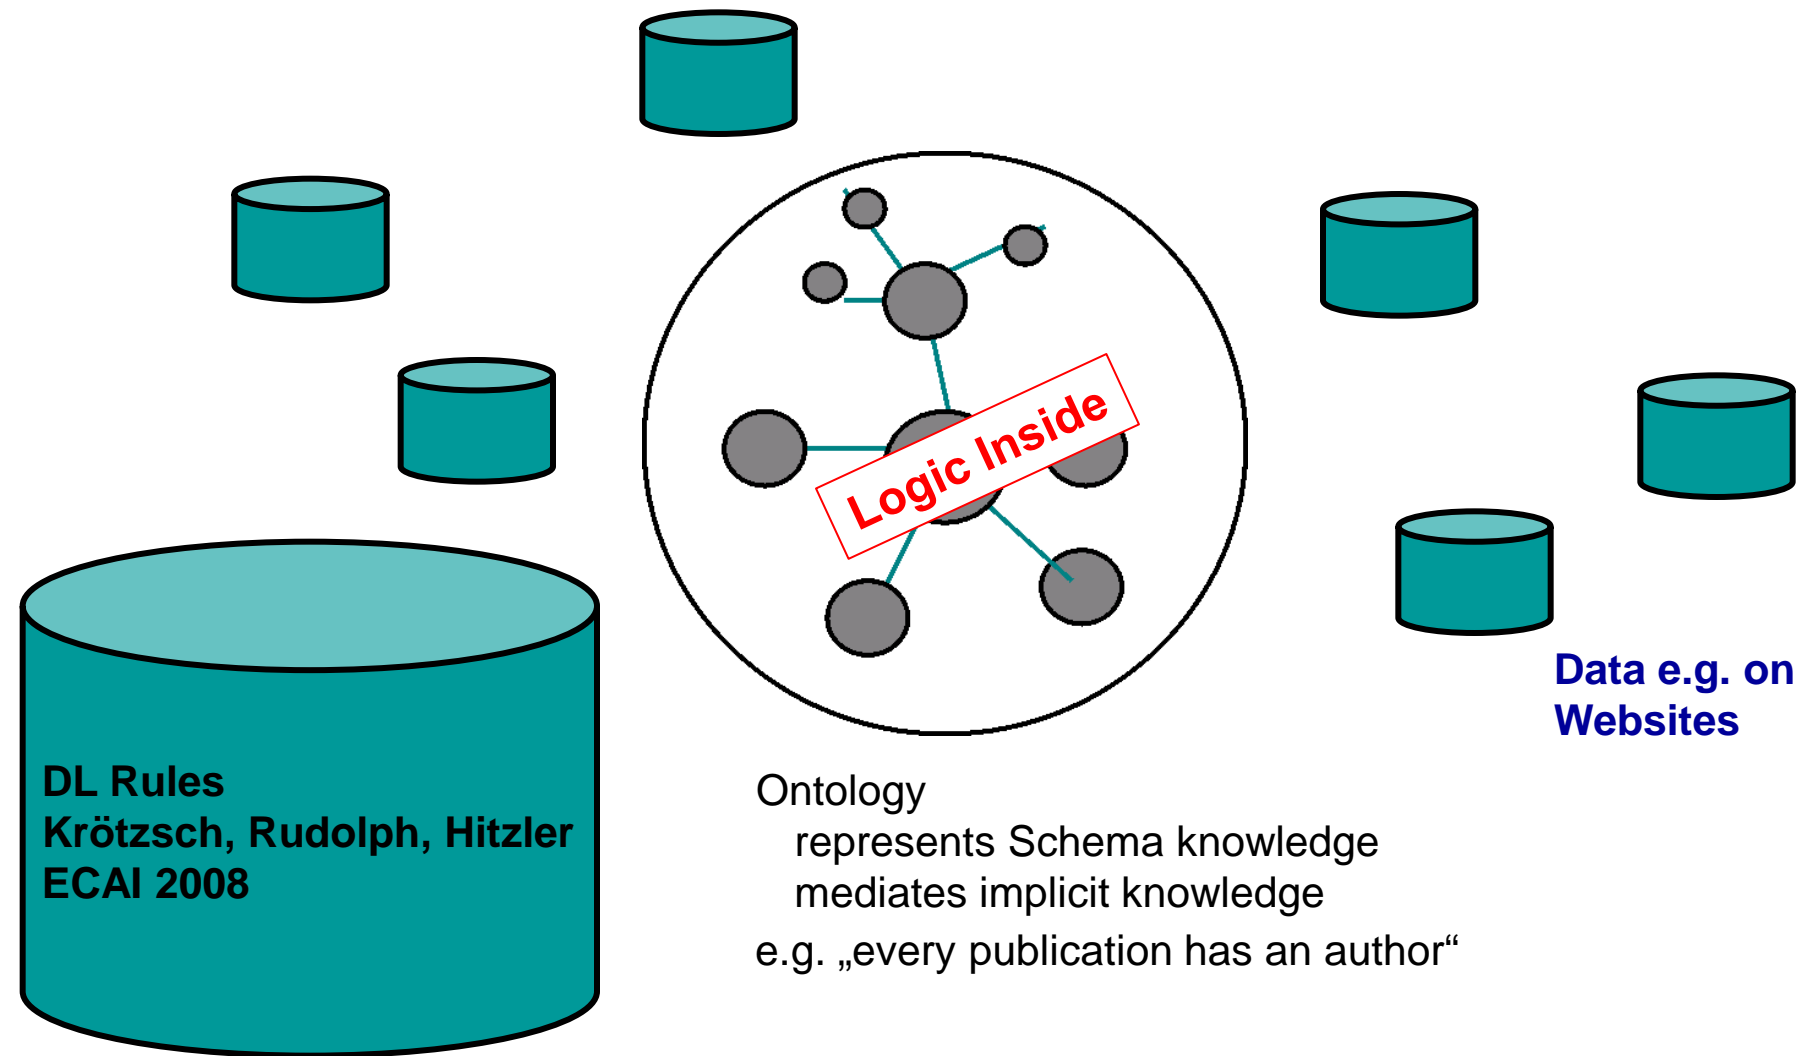 Logic Inside
Data e.g. on
Websites
DL Rules
Krötzsch, Rudolph, Hitzler
ECAI 2008
Ontology
represents Schema knowledge
mediates implicit knowledge
e.g. „every publication has an author“